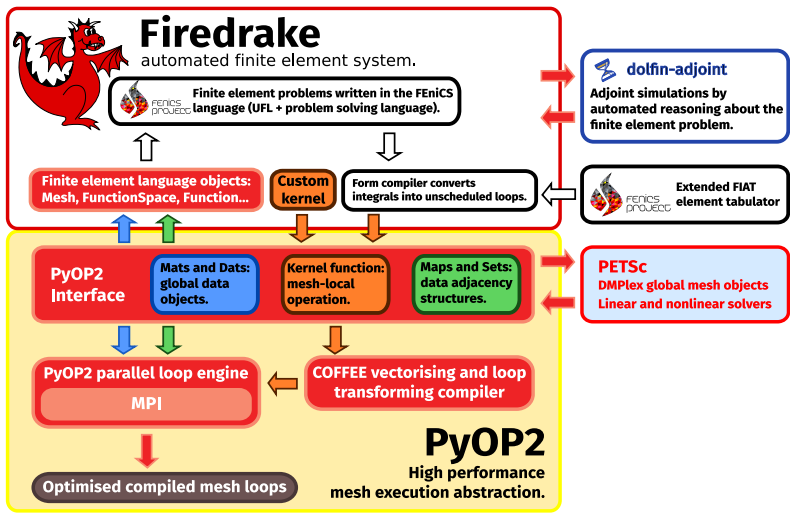 Firedrake
automated finite element system.
FENICS
PROJECT
Finite element problems written in the FEniCS
language (UFL + problem solving language).
dolfin-adjoint
Adjoint simulations by
automated reasoning about the
finite element problem.
Finite element language objects:
Mesh, FunctionSpace, Function...
Custom
kernel
Form compiler converts
integrals into unscheduled loops.
FENICS
PROJECT
Extended FIAT
element tabulator
PyOP2
Interface
Mats and Dats:
global data
objects.
Kernel function:
mesh-local
operation.
Maps and Sets:
data adjacency
structures.
PETSc
DMPlex global mesh objects
Linear and nonlinear solvers
PyOP2 parallel loop engine
MPI
COFFEE vectorising and loop
transforming compiler
PyOP2
High performance
mesh execution abstraction.
Optimised compiled mesh loops